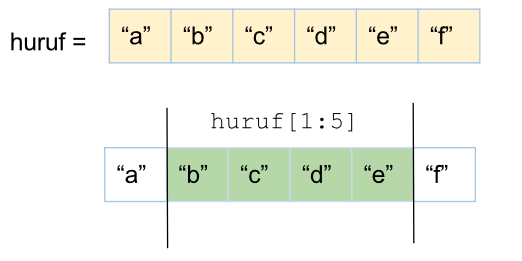 huruf = “a” “b” “c” “d” “e” “f”
huruf[1:5]
“a” “b” “c” “d” “e” “f”